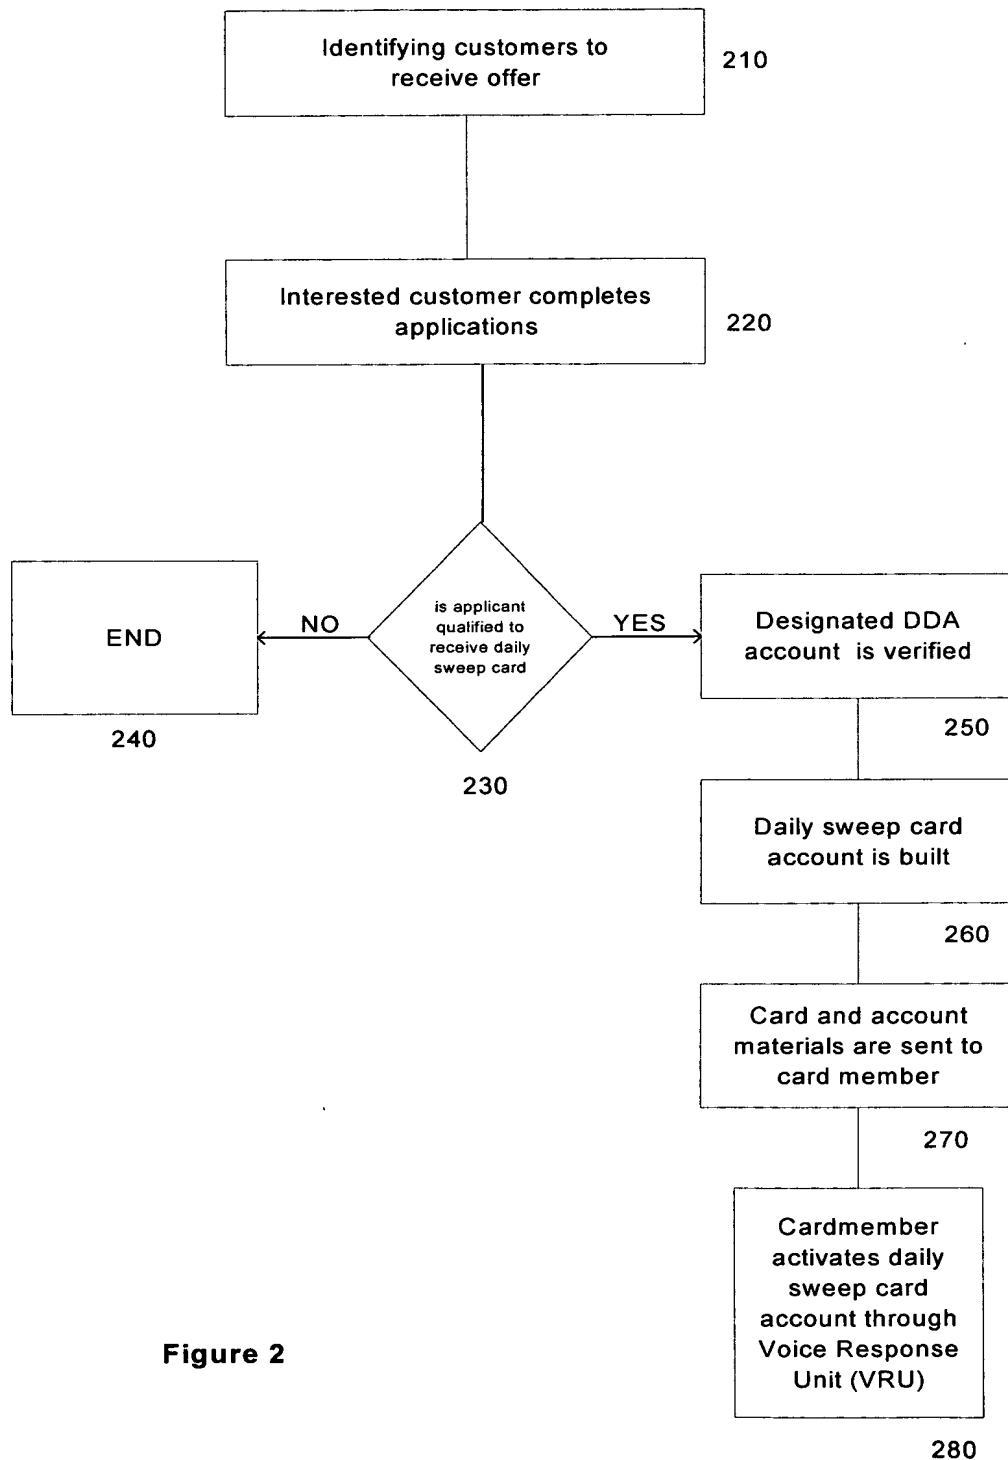 Identifying customers to
receive offer
210
Interested customer completes
applications
220
is applicant
qualified to
receive daily
sweep card
230
NO
END
240
YES
Designated DDA
account is verified
250
Daily sweep card
account is built
260
Card and account
materials are sent to
card member
270
Cardmember
activates daily
sweep card
account through
Voice Response
Unit (VRU)
280
Figure 2